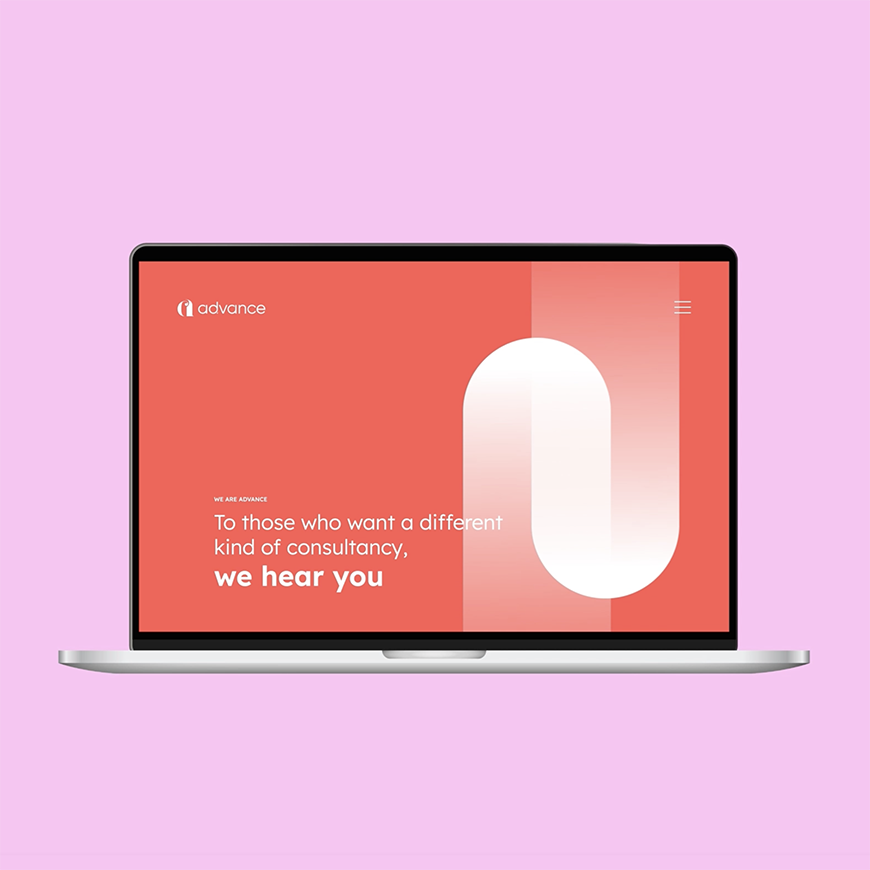 advance
WE ARE ADVANCE
To those who want a different
kind of consultancy,
we hear you